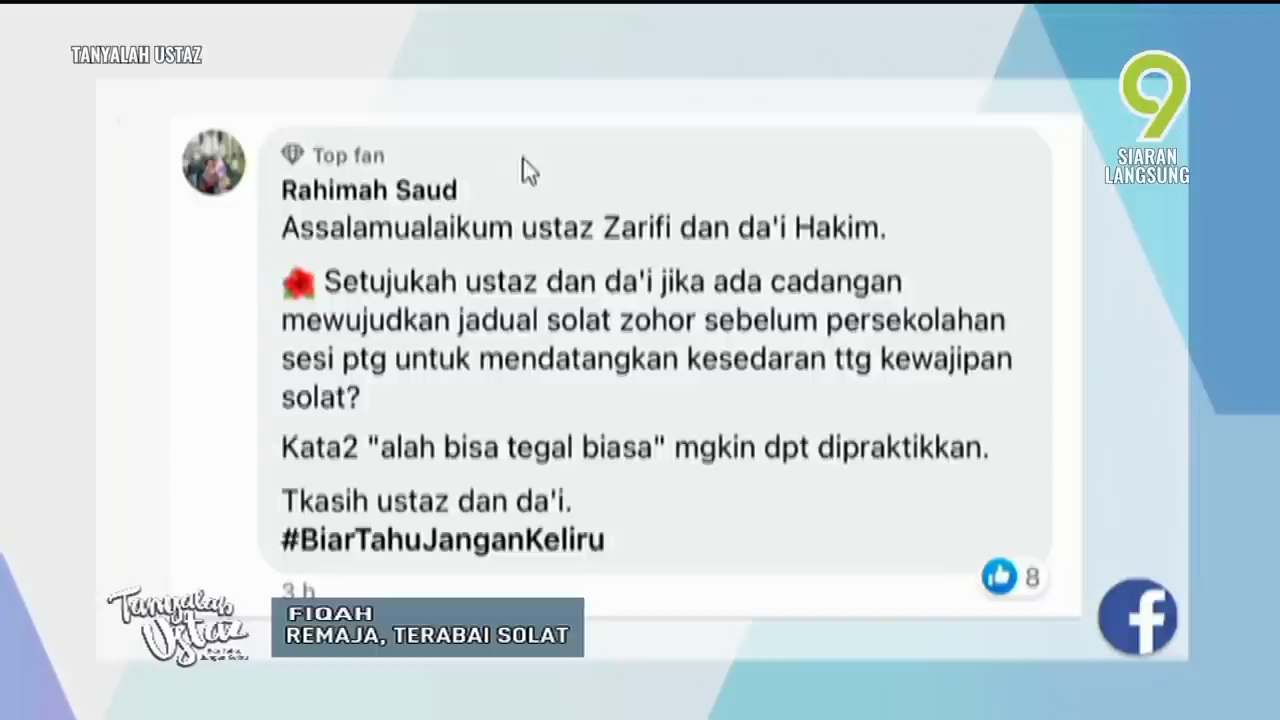 TANYALAH USTAZ
9
SIARAN
LANGSUNG
Top fan
Rahimah Saud
Assalamualaikum ustaz Zarifi dan da'i Hakim.
Setujukah ustaz dan da'i jika ada cadangan
mewujudkan jadual solat zohor sebelum persekolahan
sesi ptg untuk mendatangkan kesedaran ttg kewajipan
solat?
Kata2 "alah bisa tegal biasa" mgkin dpt dipraktikkan.
Tkasih ustaz dan da'i.
#BiarTahuJanganKeliru
3 h
8
Tanyalah
Ustaz
FIQAH
REMAJA, TERABAI SOLAT
f